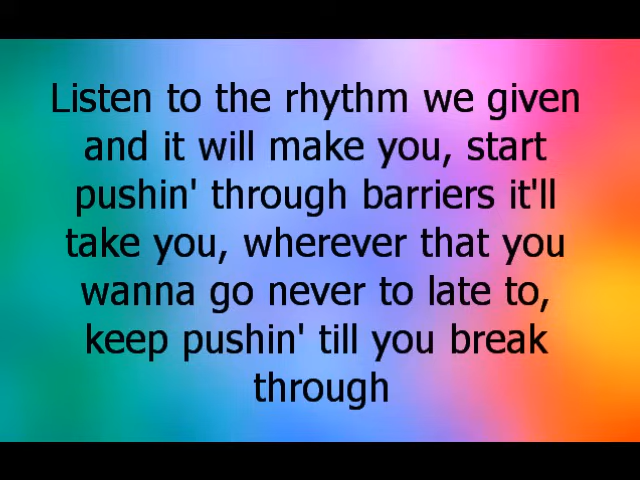 Listen to the rhythm we given
and it will make you, start
pushin' through barriers it'll
take you, wherever that you
wanna go never to late to,
keep pushin' till you break
through